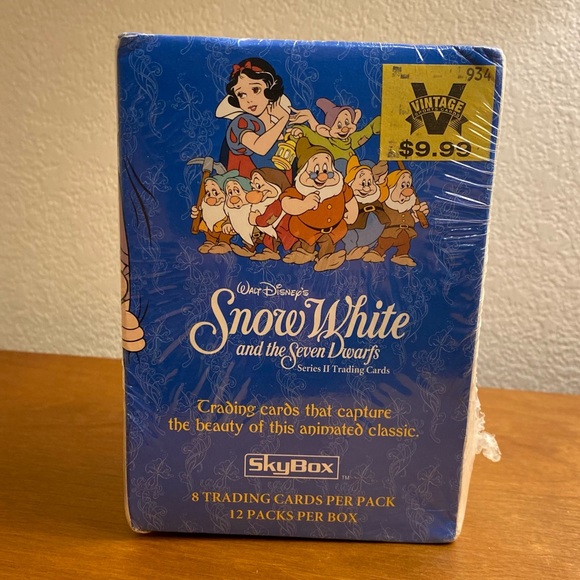 934
VINTAGE
V
$9.99
Walt Disney's
Snow White
and the Seven Dwarfs
Series II Trading Cards
Trading cards that capture
the beauty of this animated classic.
SkyBox™
8 TRADING CARDS PER PACK
12 PACKS PER BOX